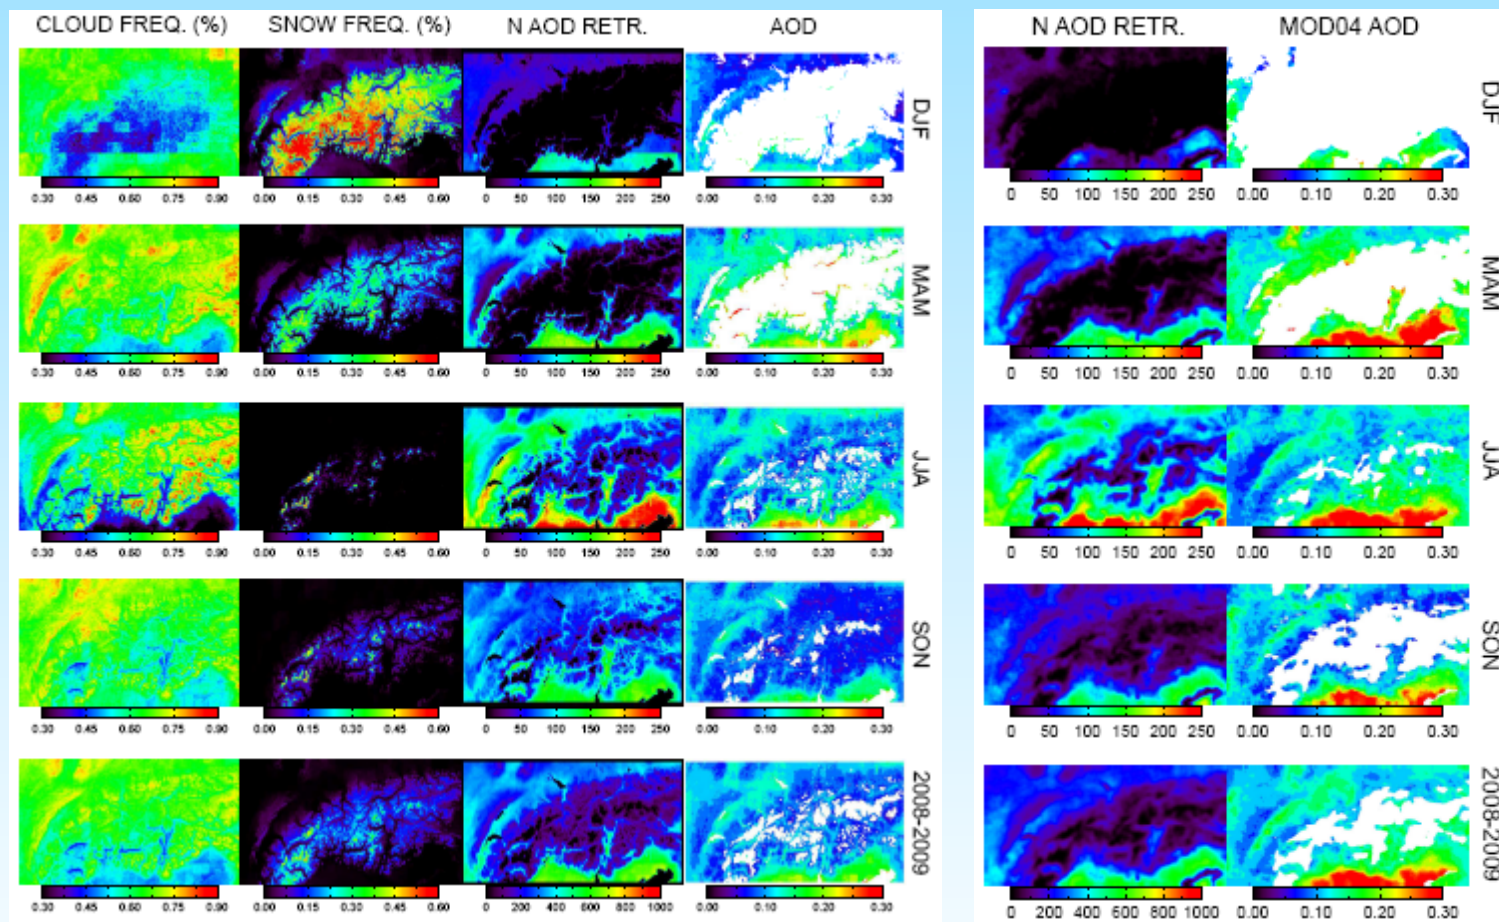 CLOUD FREQ. (%) SNOW FREQ. (%) N AOD RETR. AOD
DJF
0.30 0.45 0.60 0.75 0.90 0.00 0.15 0.30 0.45 0.60 0 50 100 150 200 250 0.00 0.10 0.20 0.30
MAM
0.30 0.45 0.60 0.75 0.90 0.00 0.15 0.30 0.45 0.60 0 50 100 150 200 250 0.00 0.10 0.20 0.30
JJA
0.30 0.45 0.60 0.75 0.90 0.00 0.15 0.30 0.45 0.60 0 50 100 150 200 250 0.00 0.10 0.20 0.30
SON
0.30 0.45 0.60 0.75 0.90 0.00 0.15 0.30 0.45 0.60 0 50 100 150 200 250 0.00 0.10 0.20 0.30
2008-2009
0.30 0.45 0.60 0.75 0.90 0.00 0.15 0.30 0.45 0.60 0 200 400 600 800 1000 0.00 0.10 0.20 0.30
N AOD RETR. MOD04 AOD
DJF
0 50 100 150 200 250 0.00 0.10 0.20 0.30
MAM
0 50 100 150 200 250 0.00 0.10 0.20 0.30
JJA
0 50 100 150 200 250 0.00 0.10 0.20 0.30
SON
0 50 100 150 200 250 0.00 0.10 0.20 0.30
2008-2009
0 200 400 600 800 1000 0.00 0.10 0.20 0.30